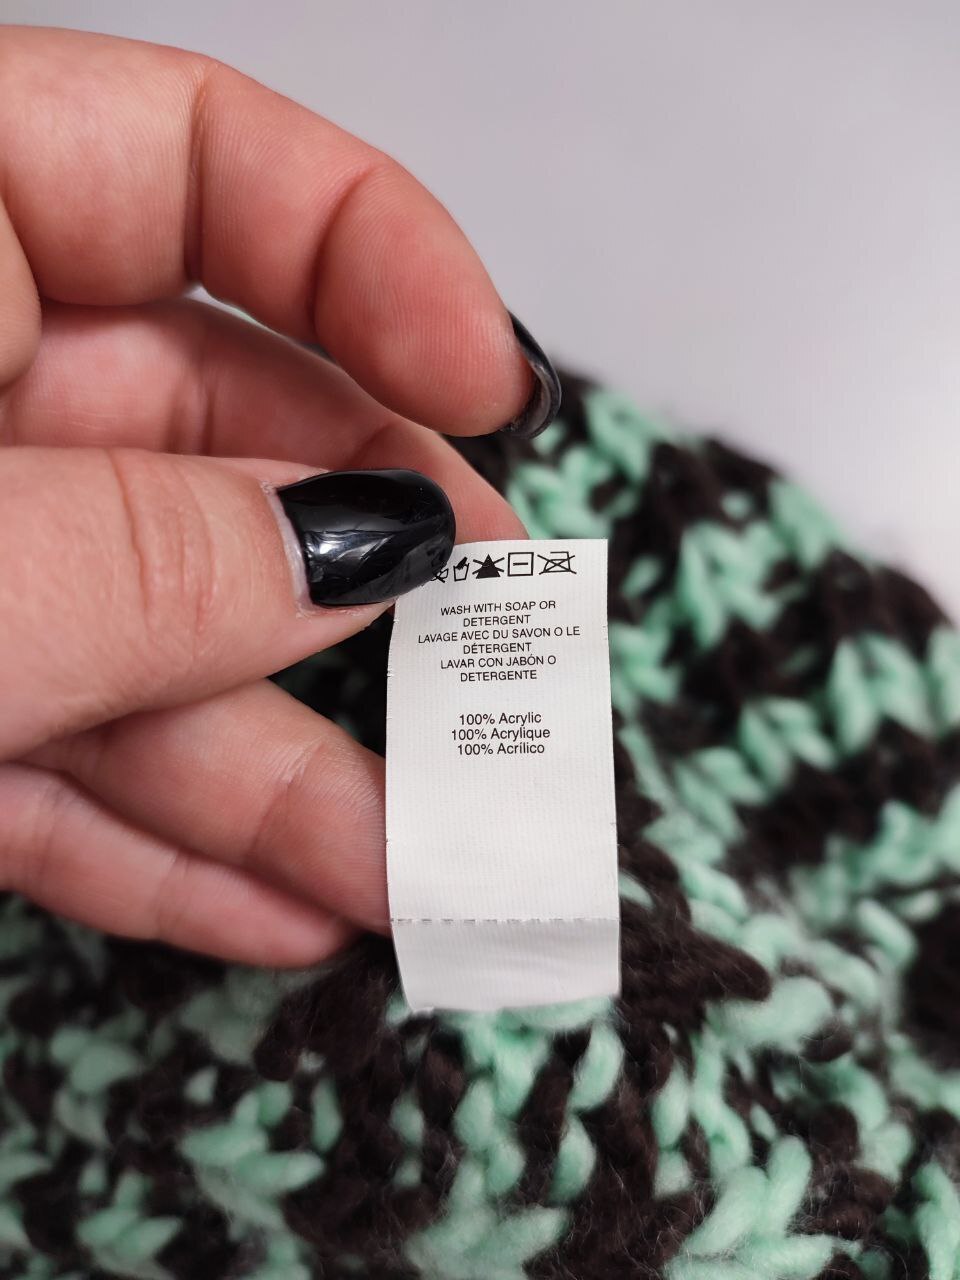 WASH WITH SOAP OR
DETERGENT
LAVAGE AVEC DU SAVON O LE
DÉTERGENT
LAVAR CON JABÓN O
DETERGENTE
100% Acrylic
100% Acrylique
100% Acrílico